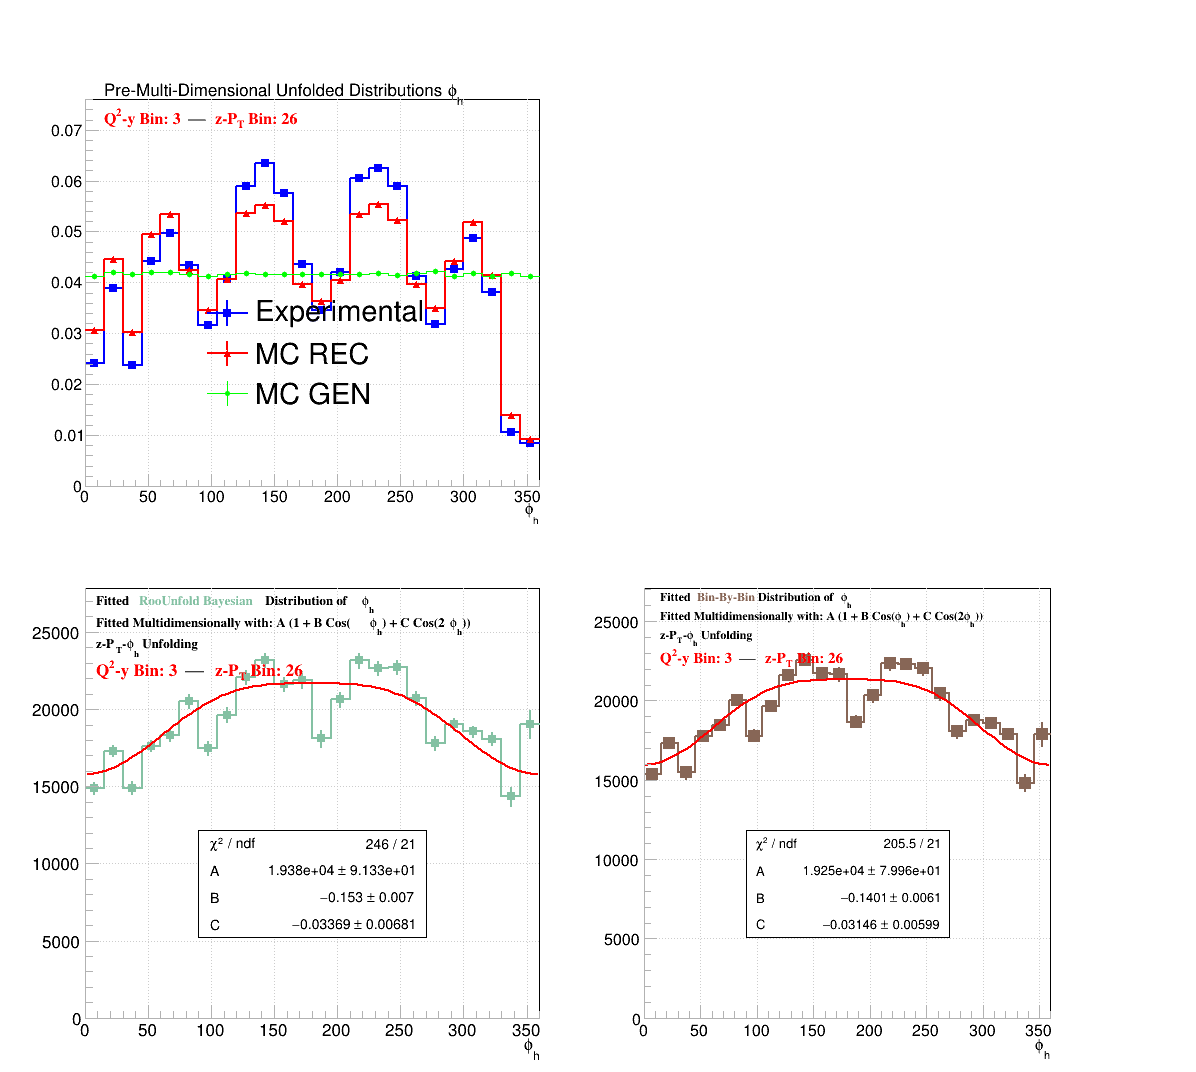 Pre-Multi-Dimensional Unfolded Distributions ϕh
Q²-y Bin: 3 — z-PT Bin: 26
0.07
0.06
0.05
0.04
0.03
0.02
0.01
0
Experimental
MC REC
MC GEN
0 50 100 150 200 250 300 350
ϕh
Fitted RooUnfold Bayesian Distribution of ϕh
Fitted Multidimensionally with: A (1 + B Cos( ϕh) + C Cos(2 ϕh))
z-PT-ϕh Unfolding
Q²-y Bin: 3 — z-PT Bin: 26
25000
20000
15000
10000
5000
0
χ² / ndf 246 / 21
A 1.938e+04 ± 9.133e+01
B −0.153 ± 0.007
C −0.03369 ± 0.00681
0 50 100 150 200 250 300 350
ϕh
Fitted Bin-By-Bin Distribution of ϕh
Fitted Multidimensionally with: A (1 + B Cos(ϕh) + C Cos(2ϕh))
z-PT-ϕh Unfolding
Q²-y Bin: 3 — z-PT Bin: 26
25000
20000
15000
10000
5000
0
χ² / ndf 205.5 / 21
A 1.925e+04 ± 7.996e+01
B −0.1401 ± 0.0061
C −0.03146 ± 0.00599
0 50 100 150 200 250 300 350
ϕh